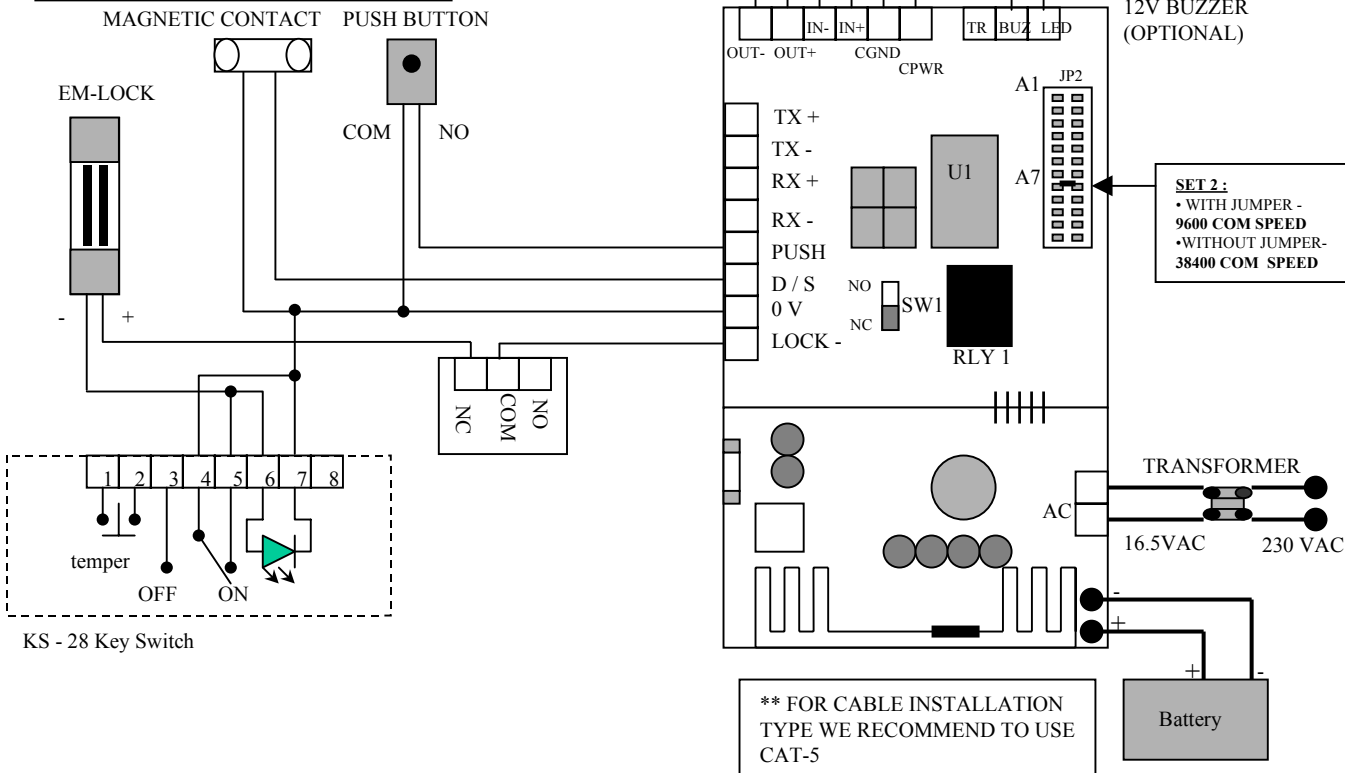 MAGNETIC CONTACT
PUSH BUTTON
12V BUZZER
(OPTIONAL)
IN-
IN+
TR
BUZ
LED
OUT-
OUT+
CGND
CPWR
EM-LOCK
COM
NO
A1
JP2
TX +
TX -
RX +
RX -
PUSH
D / S
0 V
LOCK -
U1
A7
SET 2 :
• WITH JUMPER -
9600 COM SPEED
•WITHOUT JUMPER-
38400 COM SPEED
NO
NC
SW1
RLY 1
-
+
NC
COM
NO
1 2 3 4 5 6 7 8
temper
OFF
ON
KS - 28 Key Switch
TRANSFORMER
AC
16.5VAC
230 VAC
-
+
+
-
Battery
** FOR CABLE INSTALLATION
TYPE WE RECOMMEND TO USE
CAT-5